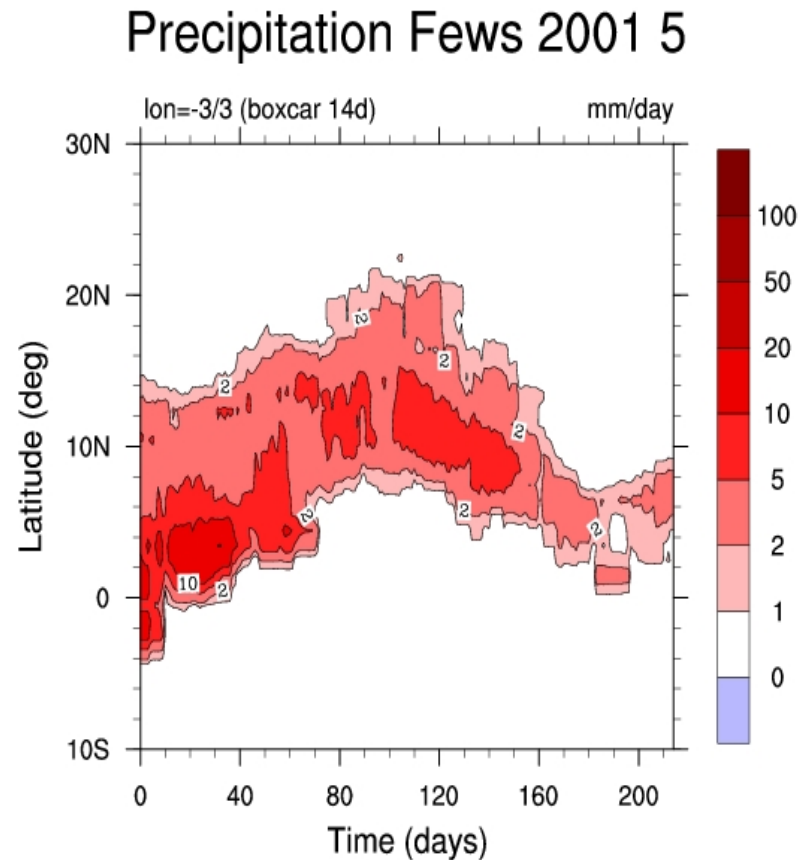 Precipitation Fews 2001 5
lon=-3/3 (boxcar 14d) mm/day
30N
20N
10N
0
10S
Latitude (deg)
2
2
2
2
2
2
2
10
2
0 40 80 120 160 200
Time (days)
100
50
20
10
5
2
1
0